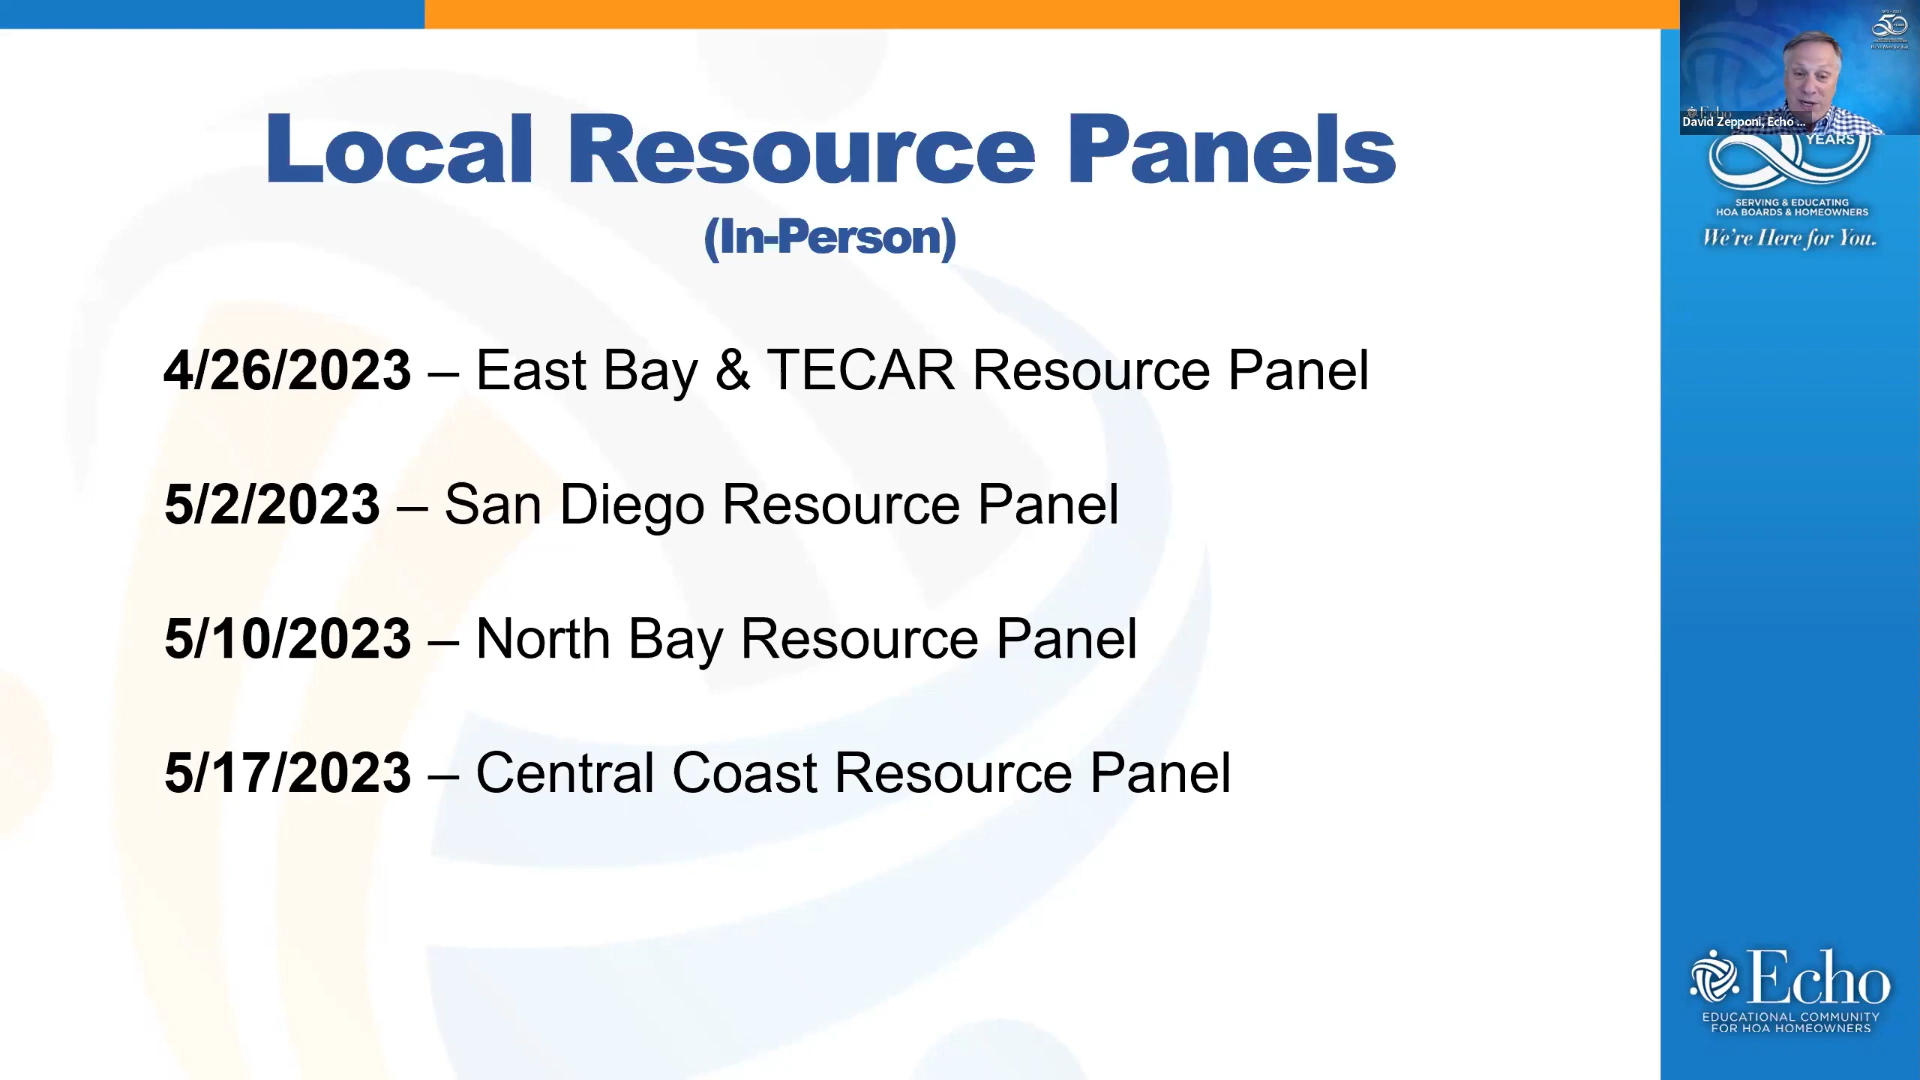 Local Resource Panels
(In-Person)
4/26/2023 – East Bay & TECAR Resource Panel
5/2/2023 – San Diego Resource Panel
5/10/2023 – North Bay Resource Panel
5/17/2023 – Central Coast Resource Panel
50
Echo
David Zepponi, Echo ...
YEARS
SERVING & EDUCATING
HOA BOARDS & HOMEOWNERS
We're Here for You.
Echo
EDUCATIONAL COMMUNITY
FOR HOA HOMEOWNERS